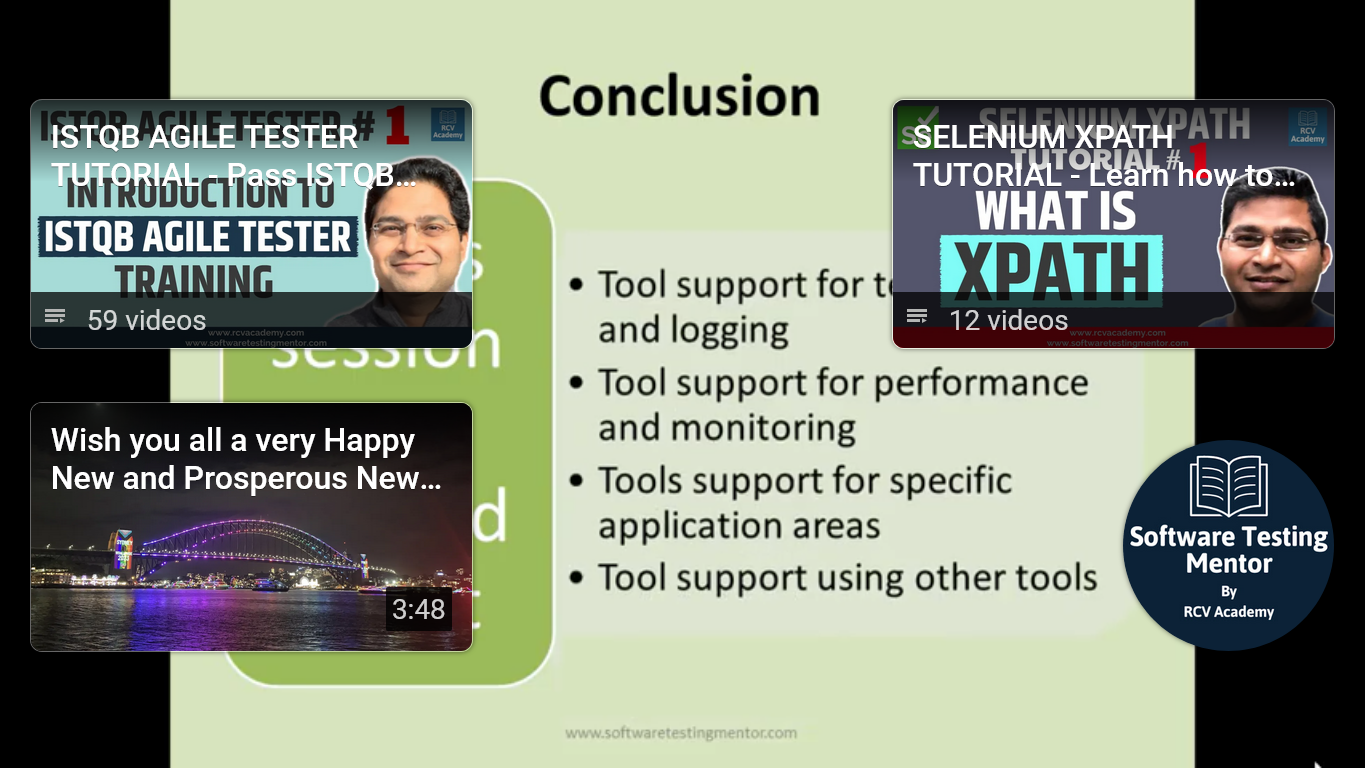 Conclusion
ISTQB AGILE TESTER # 1
RCV
Academy
ISTQB AGILE TESTER
TUTORIAL - Pass ISTQB...
INTRODUCTION TO
ISTQB AGILE TESTER
TRAINING
59 videos
www.rcvacademy.com
www.softwaretestingmentor.com
SELENIUM XPATH
TUTORIAL # 1
RCV
Academy
SELENIUM XPATH
TUTORIAL - Learn how to...
WHAT IS
XPATH
12 videos
www.rcvacademy.com
www.softwaretestingmentor.com
session
• Tool support for
and logging
• Tool support for performance
and monitoring
• Tools support for specific
application areas
• Tool support using other tools
Wish you all a very Happy
New and Prosperous New...
3:48
Software Testing
Mentor
By
RCV Academy
www.softwaretestingmentor.com